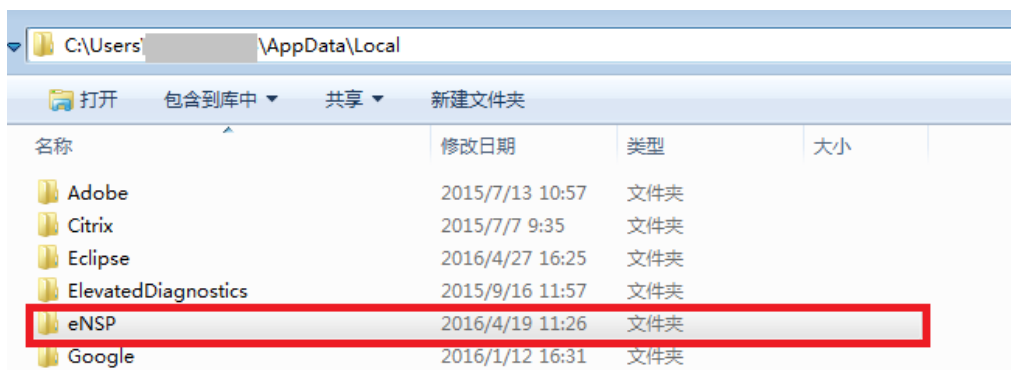 C:\Users\ \AppData\Local
打开 包含到库中 共享 新建文件夹
名称 修改日期 类型 大小
Adobe 2015/7/13 10:57 文件夹
Citrix 2015/7/7 9:35 文件夹
Eclipse 2016/4/27 16:25 文件夹
ElevatedDiagnostics 2015/9/16 11:57 文件夹
eNSP 2016/4/19 11:26 文件夹
Google 2016/1/12 16:31 文件夹